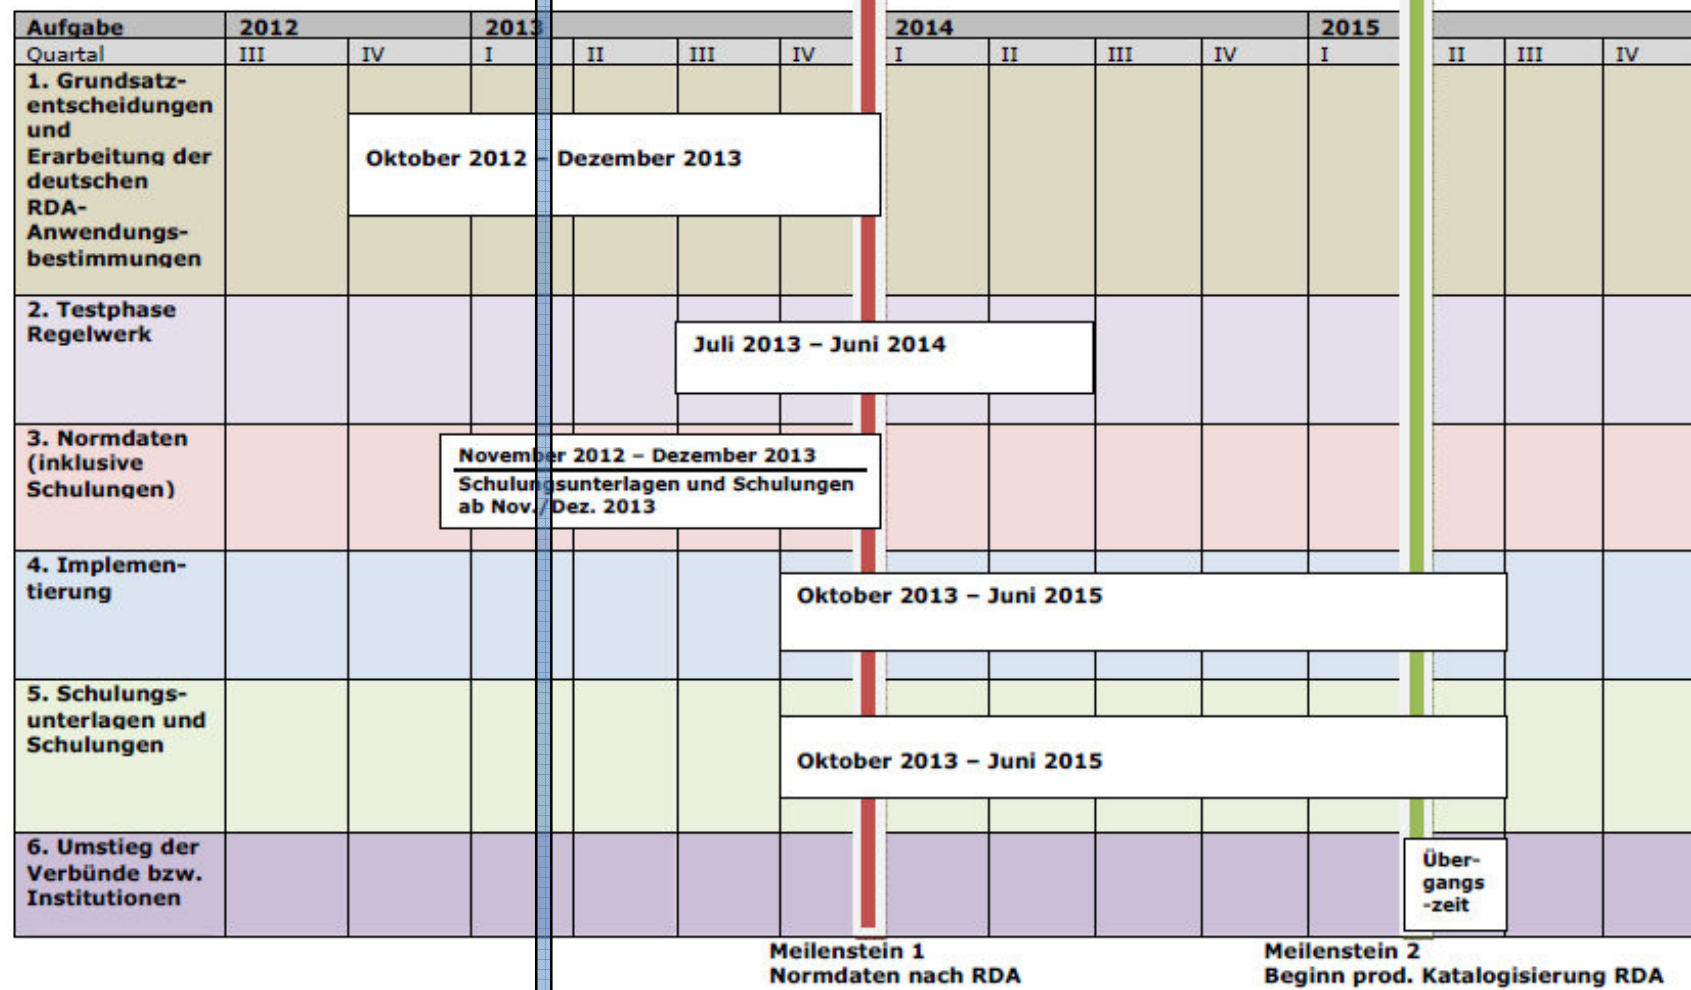 Aufgabe 2012 2013 2014 2015
Quartal III IV I II III IV I II III IV I II III IV
1. Grundsatz-
entscheidungen
und
Erarbeitung der
deutschen
RDA-
Anwendungs-
bestimmungen
Oktober 2012 – Dezember 2013
2. Testphase
Regelwerk
Juli 2013 – Juni 2014
3. Normdaten
(inklusive
Schulungen)
November 2012 – Dezember 2013
Schulungsunterlagen und Schulungen
ab Nov./Dez. 2013
4. Implemen-
tierung
Oktober 2013 – Juni 2015
5. Schulungs-
unterlagen und
Schulungen
Oktober 2013 – Juni 2015
6. Umstieg der
Verbünde bzw.
Institutionen
Über-
gangs
-zeit
Meilenstein 1
Normdaten nach RDA
Meilenstein 2
Beginn prod. Katalogisierung RDA